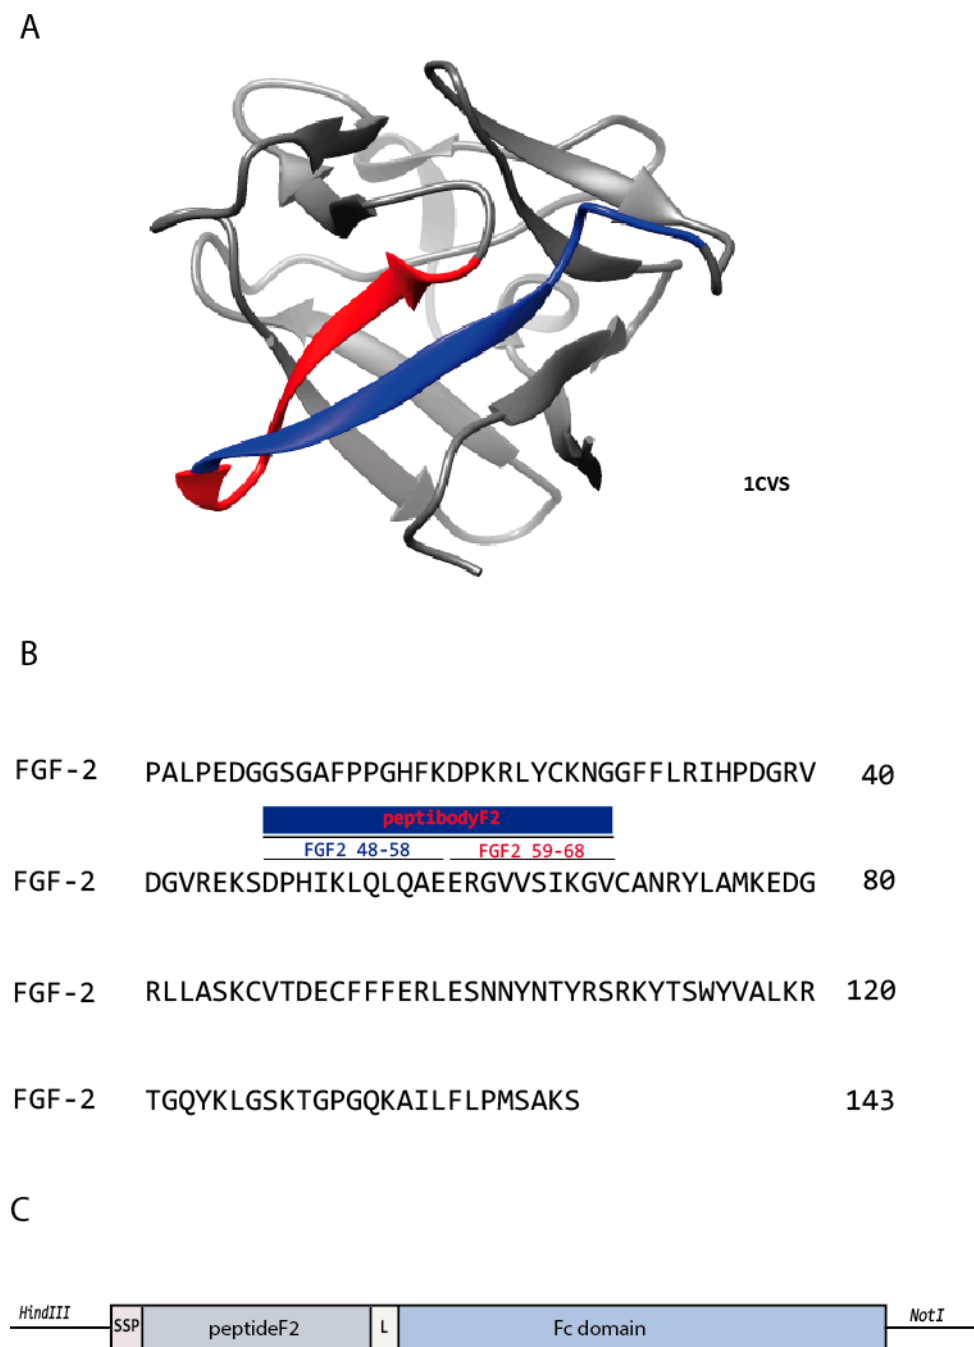 A
1CVS
B
FGF-2 PALPEDGGSGAFPPGHFKDPKRLYCKNGGFFLRIHPDGRV 40
peptibodyF2
FGF2 48-58 FGF2 59-68
FGF-2 DGVREKSDPHIKLQLQAEERGVVSIKGVCANRYLAMKEDG 80
FGF-2 RLLASKCVTDECFFFERLESNNYNTYRSRKYTSWYVALKR 120
FGF-2 TGQYKLGSKTGPGQKAILFLPMSAKS 143
C
HindIII SSP peptideF2 L Fc domain NotI